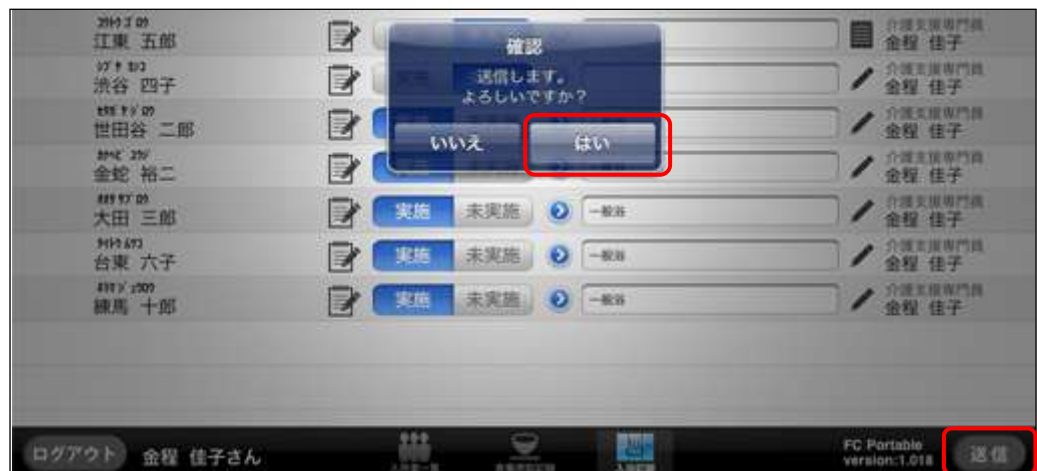 江東 五郎
金程 佳子
確認
送信します。
よろしいですか？
いいえ
はい
渋谷 四子
介護支援専門員
金程 佳子
世田谷 二郎
介護支援専門員
金程 佳子
金蛇 裕二
介護支援専門員
金程 佳子
大田 三郎
実施
未実施
一般浴
介護支援専門員
金程 佳子
台東 六子
実施
未実施
一般浴
介護支援専門員
金程 佳子
練馬 十郎
実施
未実施
一般浴
介護支援専門員
金程 佳子
ログアウト
金程 佳子さん
FC Portable
version:1.018
送信